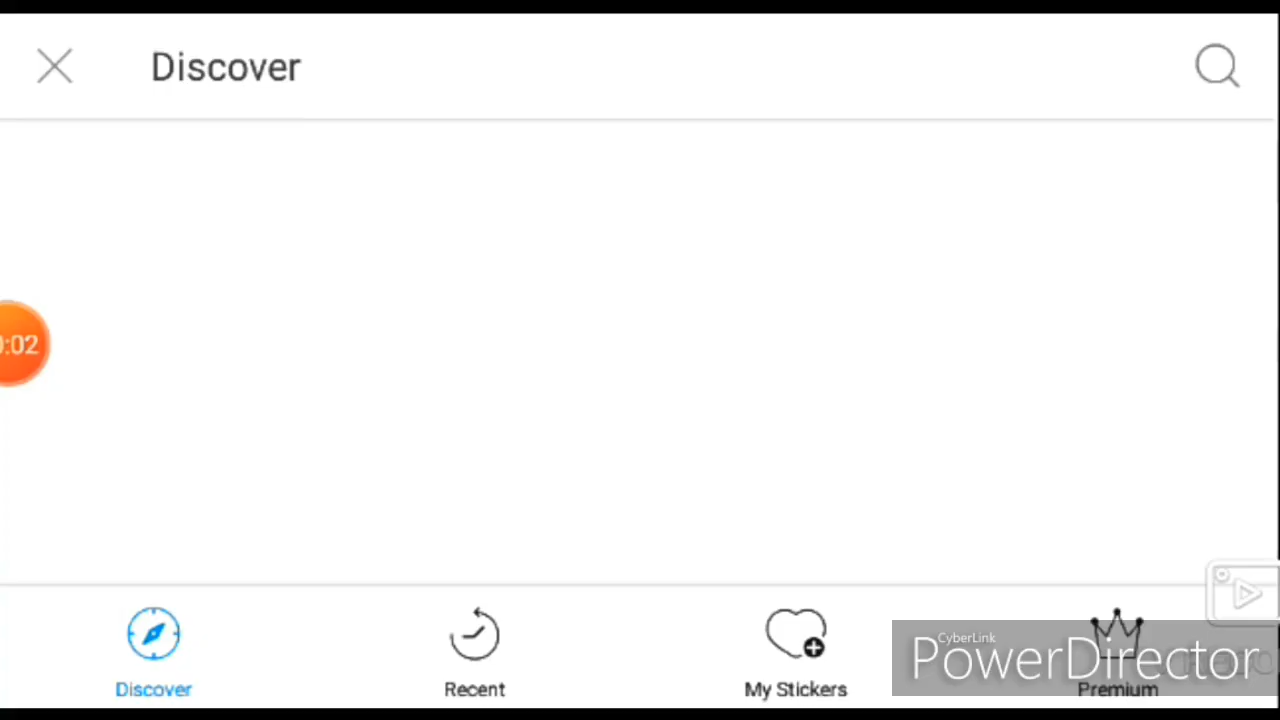 Discover
0:02
Discover
Recent
My Stickers
Premium
CyberLink
PowerDirector